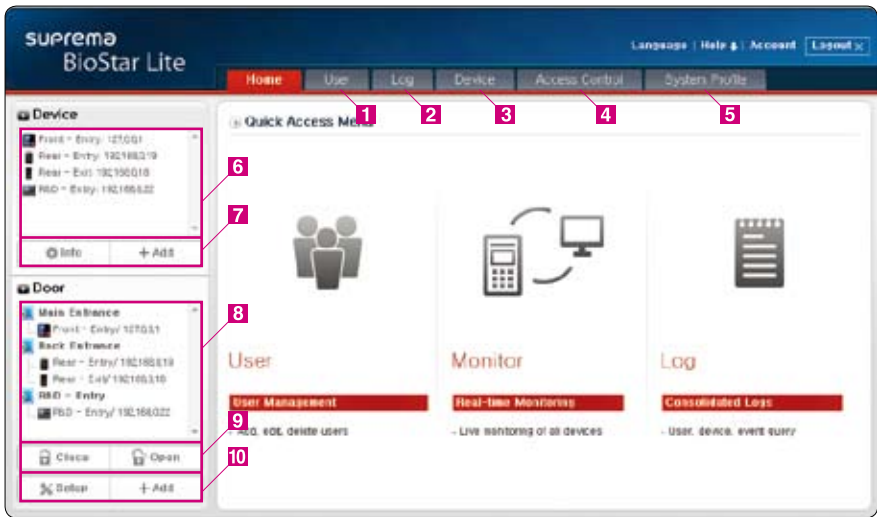 suprema
BioStar Lite
Language | Help | Account Logout ×
Home User Log Device Access Control System Profile
1 2 3 4 5
Device
Front - Entry: 127.0.0.1
Rear - Entry: 192.168.0.19
Rear - Exit: 192.168.0.18
R&D - Entry: 192.168.0.22
6
7
Info + Add
Door
Main Entrance
Front - Entry/ 127.0.0.1
Back Entrance
Rear - Entry/ 192.168.0.19
Rear - Exit/ 192.168.0.18
R&D - Entry
R&D - Entry/ 192.168.0.22
8
9
Close Open
10
Setup + Add
Quick Access Menu
User
User Management
- Add, edit, delete users
Monitor
Real-time Monitoring
- Live monitoring of all devices
Log
Consolidated Logs
- User, device, event query